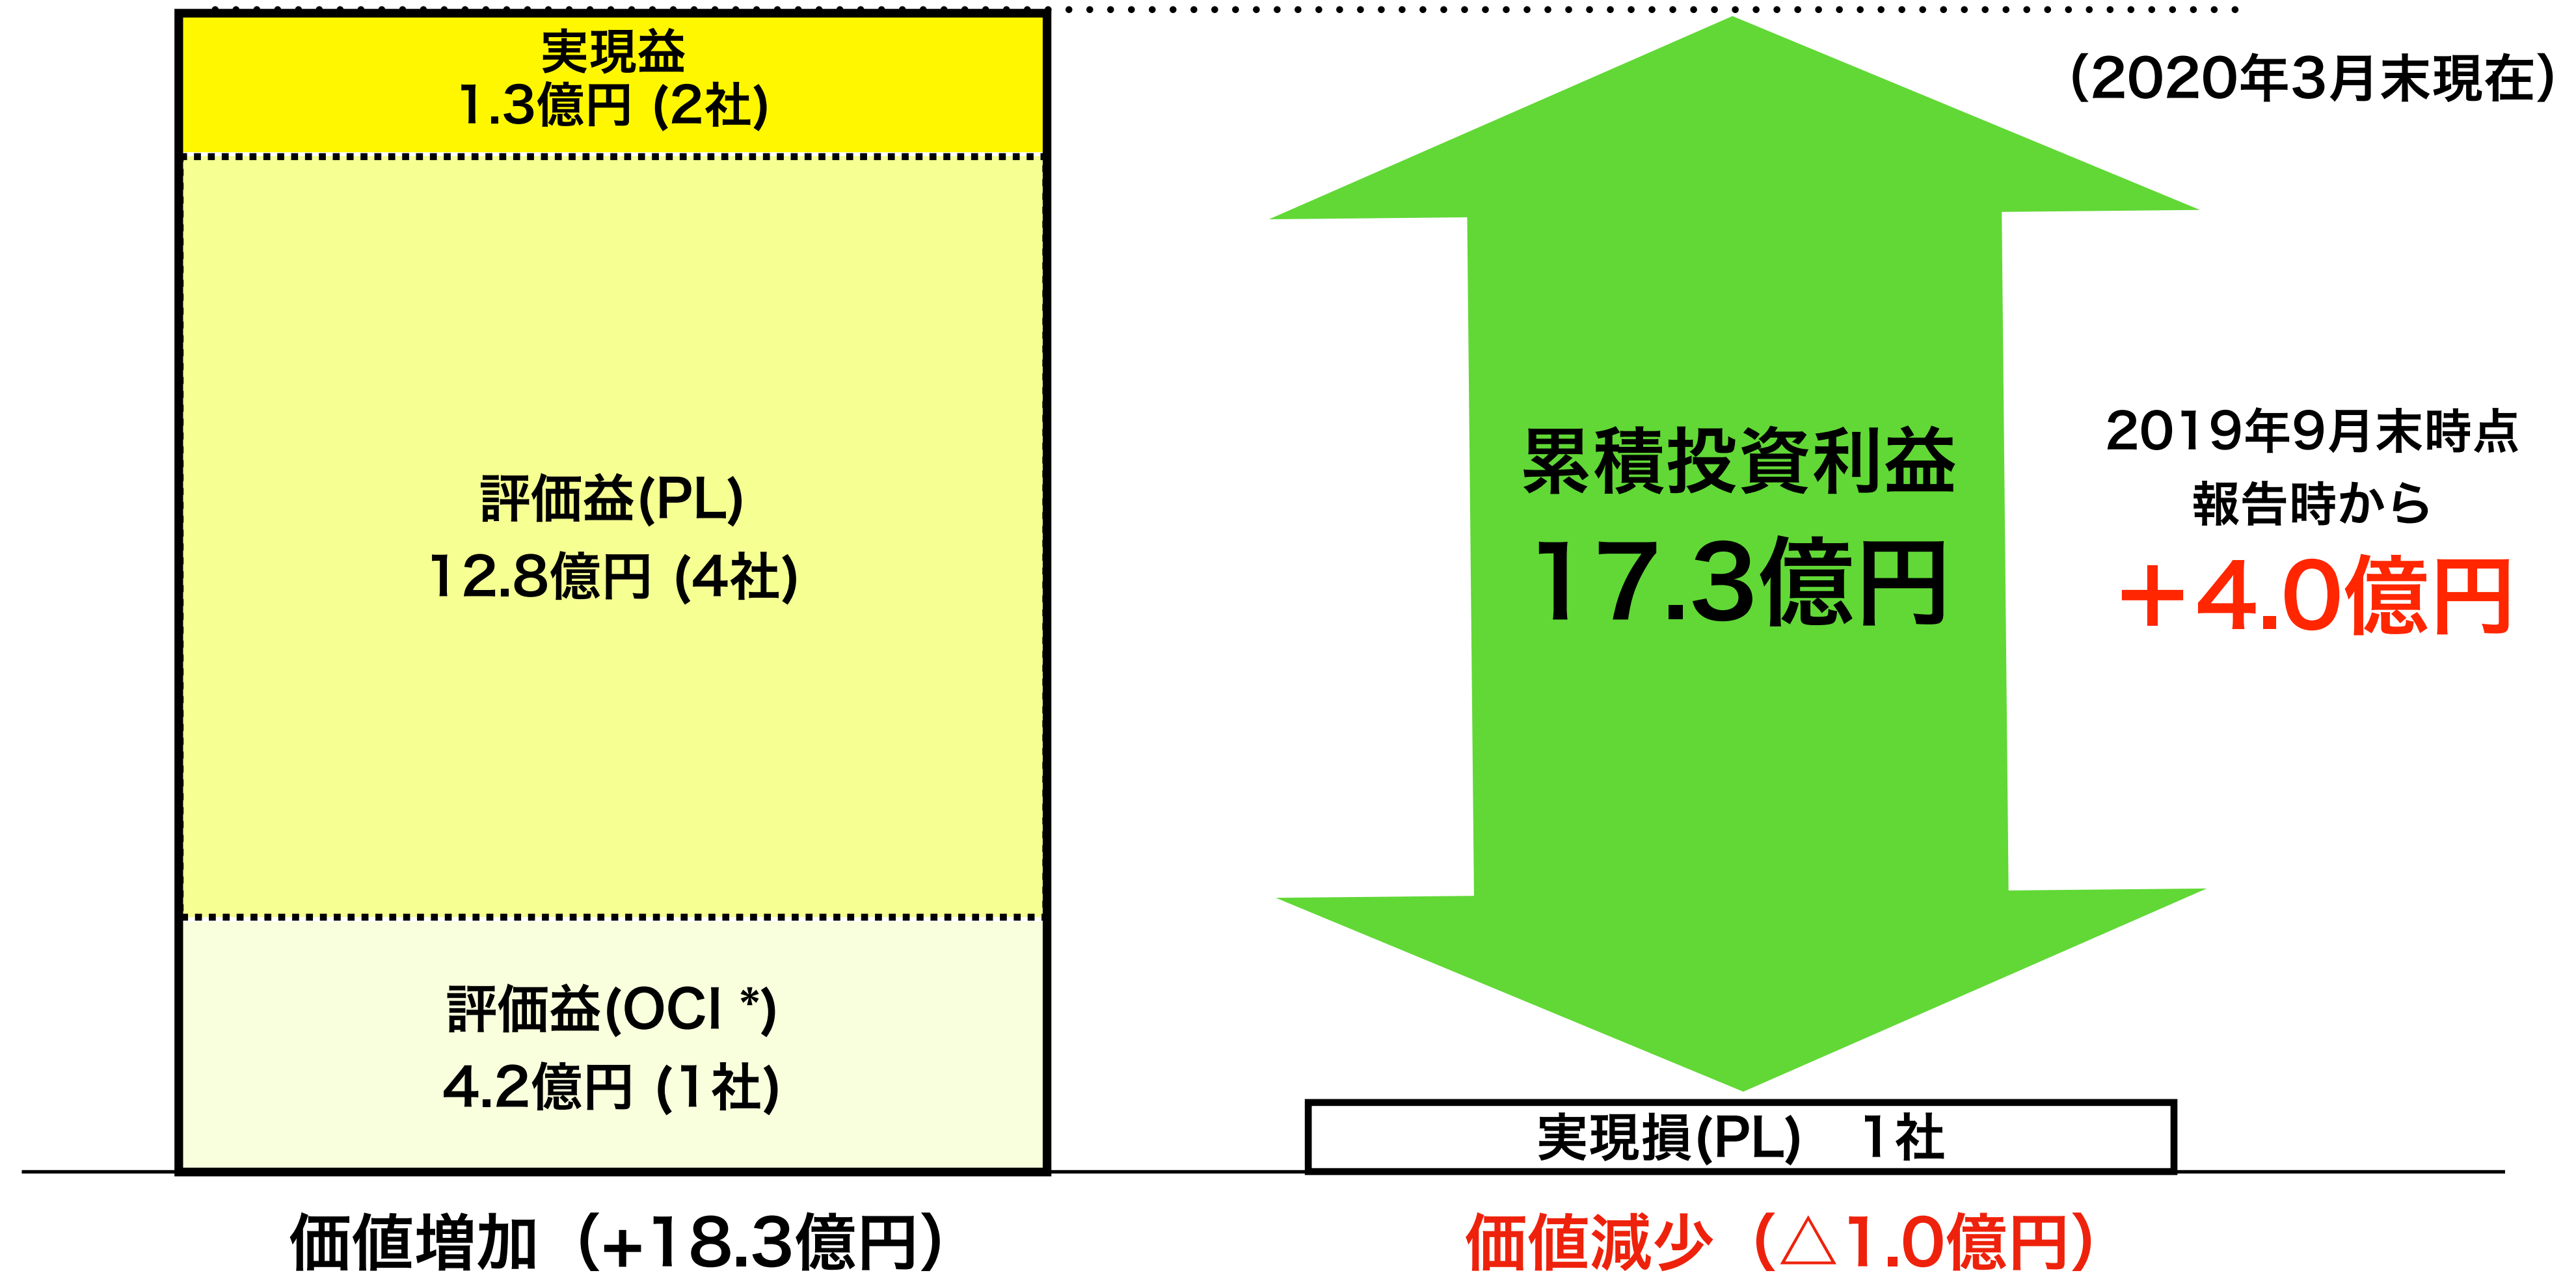 実現益
1.3億円 (2社)
評価益(PL)
12.8億円 (4社)
評価益(OCI *)
4.2億円 (1社)
価値増加（+18.3億円）
（2020年3月末現在）
累積投資利益
17.3億円
2019年9月末時点
報告時から
＋4.0億円
実現損(PL)　1社
価値減少（△1.0億円）